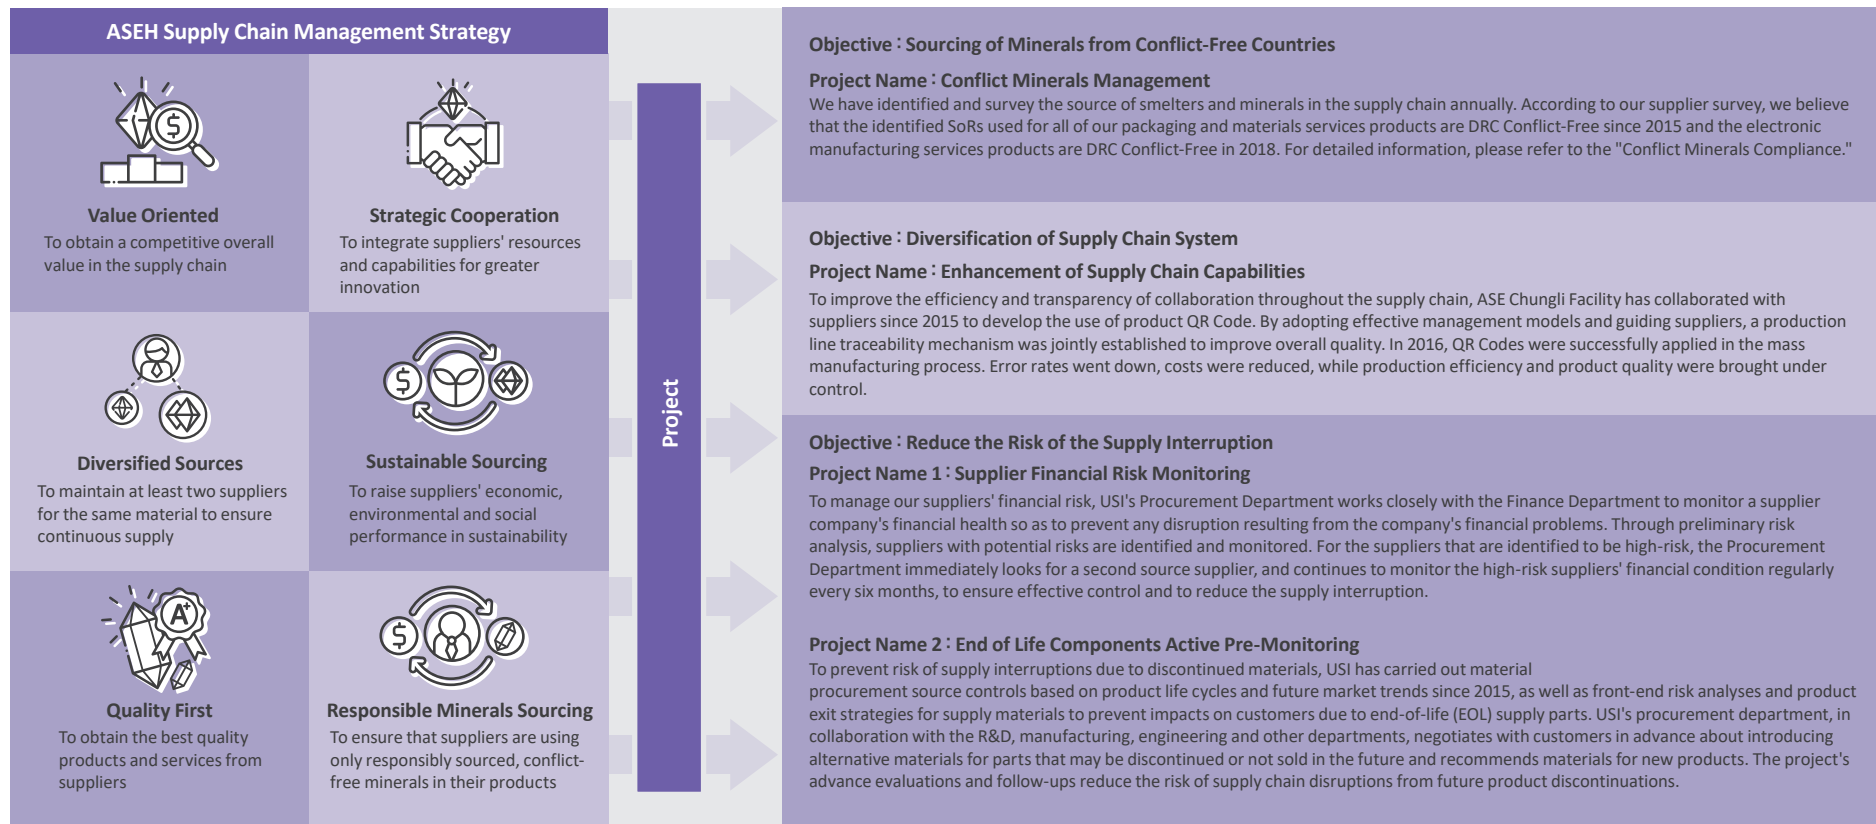 ASEH Supply Chain Management Strategy
Value Oriented
To obtain a competitive overall
value in the supply chain
Strategic Cooperation
To integrate suppliers' resources
and capabilities for greater
innovation
Diversified Sources
To maintain at least two suppliers
for the same material to ensure
continuous supply
Sustainable Sourcing
To raise suppliers' economic,
environmental and social
performance in sustainability
A+
Quality First
To obtain the best quality
products and services from
suppliers
Responsible Minerals Sourcing
To ensure that suppliers are using
only responsibly sourced, conflict-
free minerals in their products
Project
Objective：Sourcing of Minerals from Conflict-Free Countries
Project Name：Conflict Minerals Management
We have identified and survey the source of smelters and minerals in the supply chain annually. According to our supplier survey, we believe
that the identified SoRs used for all of our packaging and materials services products are DRC Conflict-Free since 2015 and the electronic
manufacturing services products are DRC Conflict-Free in 2018. For detailed information, please refer to the "Conflict Minerals Compliance."
Objective：Diversification of Supply Chain System
Project Name：Enhancement of Supply Chain Capabilities
To improve the efficiency and transparency of collaboration throughout the supply chain, ASE Chungli Facility has collaborated with
suppliers since 2015 to develop the use of product QR Code. By adopting effective management models and guiding suppliers, a production
line traceability mechanism was jointly established to improve overall quality. In 2016, QR Codes were successfully applied in the mass
manufacturing process. Error rates went down, costs were reduced, while production efficiency and product quality were brought under
control.
Objective：Reduce the Risk of the Supply Interruption
Project Name 1：Supplier Financial Risk Monitoring
To manage our suppliers' financial risk, USI's Procurement Department works closely with the Finance Department to monitor a supplier
company's financial health so as to prevent any disruption resulting from the company's financial problems. Through preliminary risk
analysis, suppliers with potential risks are identified and monitored. For the suppliers that are identified to be high-risk, the Procurement
Department immediately looks for a second source supplier, and continues to monitor the high-risk suppliers' financial condition regularly
every six months, to ensure effective control and to reduce the supply interruption.
Project Name 2：End of Life Components Active Pre-Monitoring
To prevent risk of supply interruptions due to discontinued materials, USI has carried out material
procurement source controls based on product life cycles and future market trends since 2015, as well as front-end risk analyses and product
exit strategies for supply materials to prevent impacts on customers due to end-of-life (EOL) supply parts. USI's procurement department, in
collaboration with the R&D, manufacturing, engineering and other departments, negotiates with customers in advance about introducing
alternative materials for parts that may be discontinued or not sold in the future and recommends materials for new products. The project's
advance evaluations and follow-ups reduce the risk of supply chain disruptions from future product discontinuations.